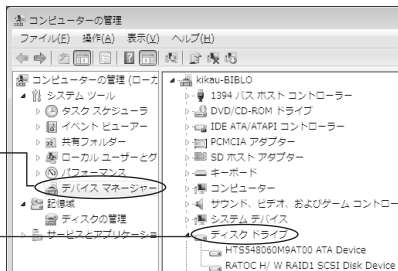 コンピューターの管理
ファイル(F) 操作(A) 表示(V) ヘルプ(H)
コンピューターの管理 (ローカ
システム ツール
タスク スケジューラ
イベント ビューアー
共有フォルダー
ローカル ユーザーとグ
パフォーマンス
デバイス マネージャー
記憶域
ディスクの管理
サービスとアプリケーショ
kikau-BIBLO
1394 バス ホスト コントローラー
DVD/CD-ROM ドライブ
IDE ATA/ATAPI コントローラー
PCMCIA アダプター
SD ホスト アダプター
キーボード
コンピューター
サウンド、ビデオ、およびゲーム コントロー
システム デバイス
ディスク ドライブ
HTS548060M9AT00 ATA Device
RATOC H/ W RAID1 SCSI Disk Device